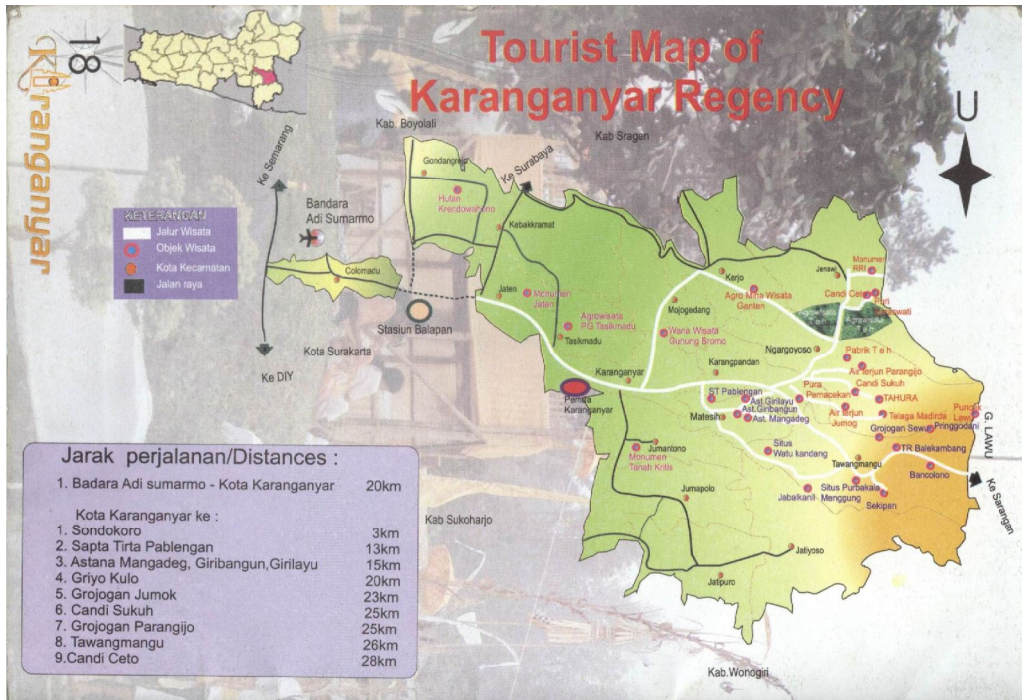 18
Karanganyar
Tourist Map of
Karanganyar Regency
U
Kab. Boyolali
Kab Sragen
Ke Semarang
Ke Surabaya
Gondangrejo
Hutan
Krendowahono
Bandara
Adi Sumarmo
Kebakkramat
KETERANGAN
Jalur Wisata
Objek Wisata
Kota Kecamatan
Jalan raya
Colomadu
Jaten
Monumen
Jaten
Stasiun Balapan
Agrowisata
PG Tasikmadu
Tasikmadu
Kota Surakarta
Ke DIY
Kerjo
Jenawi
Monumen
RRI
Candi Ceto
Puri
Agro Mina Wisata
Ganten
Mojogedang
Agrowisata
T e h
Agrowisata
T e h
Wana Wisata
Gunung Bromo
Ngargoyoso
Pabrik T e h
Karangpandan
Air terjun Parangijo
Candi Sukuh
Karanganyar
Pemda
Karanganyar
ST Pablengan
Ast.Girilayu
Ast.Giribangun
Ast. Mangadeg
Matesih
Pura
Pamacekan
TAHURA
Air terjun
Jumog
Telaga Madirda
Puncak
Lawu
G. LAWU
Grojogan Sewu
Pringgodani
TR Balekambang
Jumantono
Monumen
Tanah Kritis
Situs
Watu kandang
Tawangmangu
Bancolono
Ke Sarangan
Jumapolo
Jabalkanil
Situs Purbakala
Menggung
Sekipan
Kab Sukoharjo
Jatiyoso
Jatipuro
Kab.Wonogiri
Jarak perjalanan/Distances :
1. Badara Adi sumarmo - Kota Karanganyar 20km
Kota Karanganyar ke :
1. Sondokoro 3km
2. Sapta Tirta Pablengan 13km
3. Astana Mangadeg, Giribangun,Girilayu 15km
4. Griyo Kulo 20km
5. Grojogan Jumok 23km
6. Candi Sukuh 25km
7. Grojogan Parangijo 25km
8. Tawangmangu 26km
9.Candi Ceto 28km